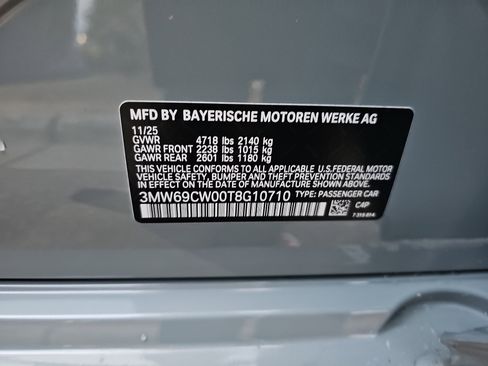 MFD BY BAYERISCHE MOTOREN WERKE AG
11/25
GVWR 4718 lbs 2140 kg
GAWR FRONT 2238 lbs 1015 kg
GAWR REAR 2601 lbs 1180 kg
THIS VEHICLE CONFORMS TO ALL APPLICABLE U.S.FEDERAL MOTOR
VEHICLE SAFETY, BUMPER AND THEFT PREVENTION STANDARDS
IN EFFECT ON THE DATE OF MANUFACTURE SHOWN ABOVE.
3MW69CW00T8G10710 TYPE: PASSENGER CAR
C4P